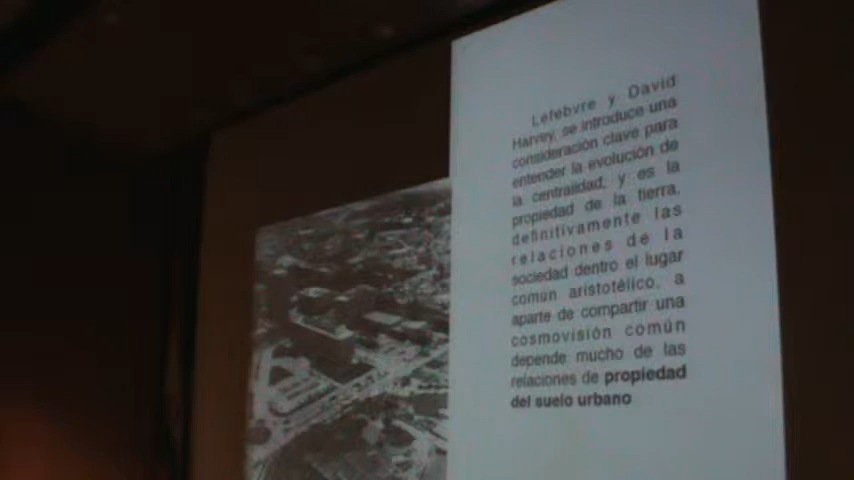 Lefebvre y David
Harvey, se introduce una
consideración clave para
entender la evolución de
la centralidad; y es la
propiedad de la tierra,
definitivamente las
relaciones de la
sociedad dentro el lugar
común aristotélico, a
aparte de compartir una
cosmovisión común
depende mucho de las
relaciones de propiedad
del suelo urbano